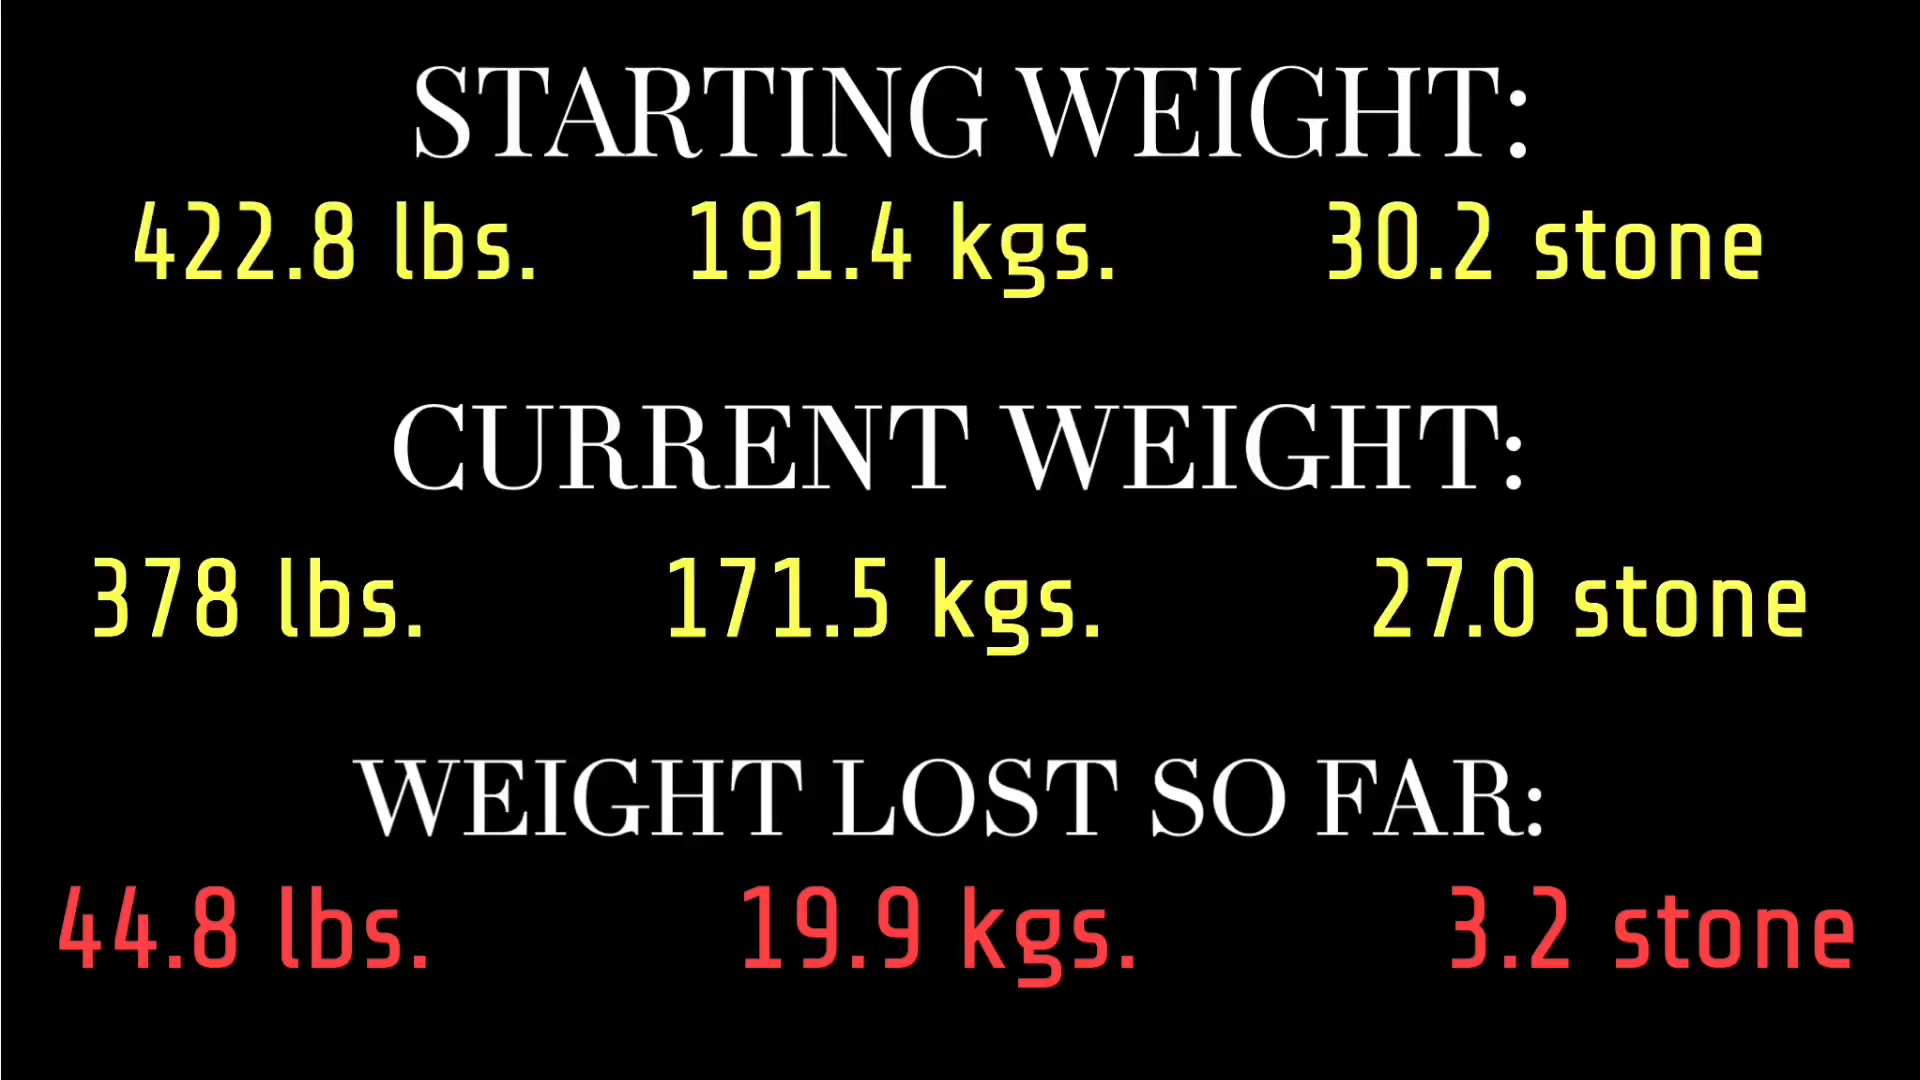 STARTING WEIGHT:
422.8 lbs. 191.4 kgs. 30.2 stone
CURRENT WEIGHT:
378 lbs. 171.5 kgs. 27.0 stone
WEIGHT LOST SO FAR:
44.8 lbs. 19.9 kgs. 3.2 stone